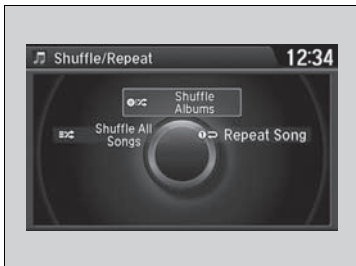 Shuffle/Repeat 12:34
Shuffle
Albums
Shuffle All
Songs
Repeat Song